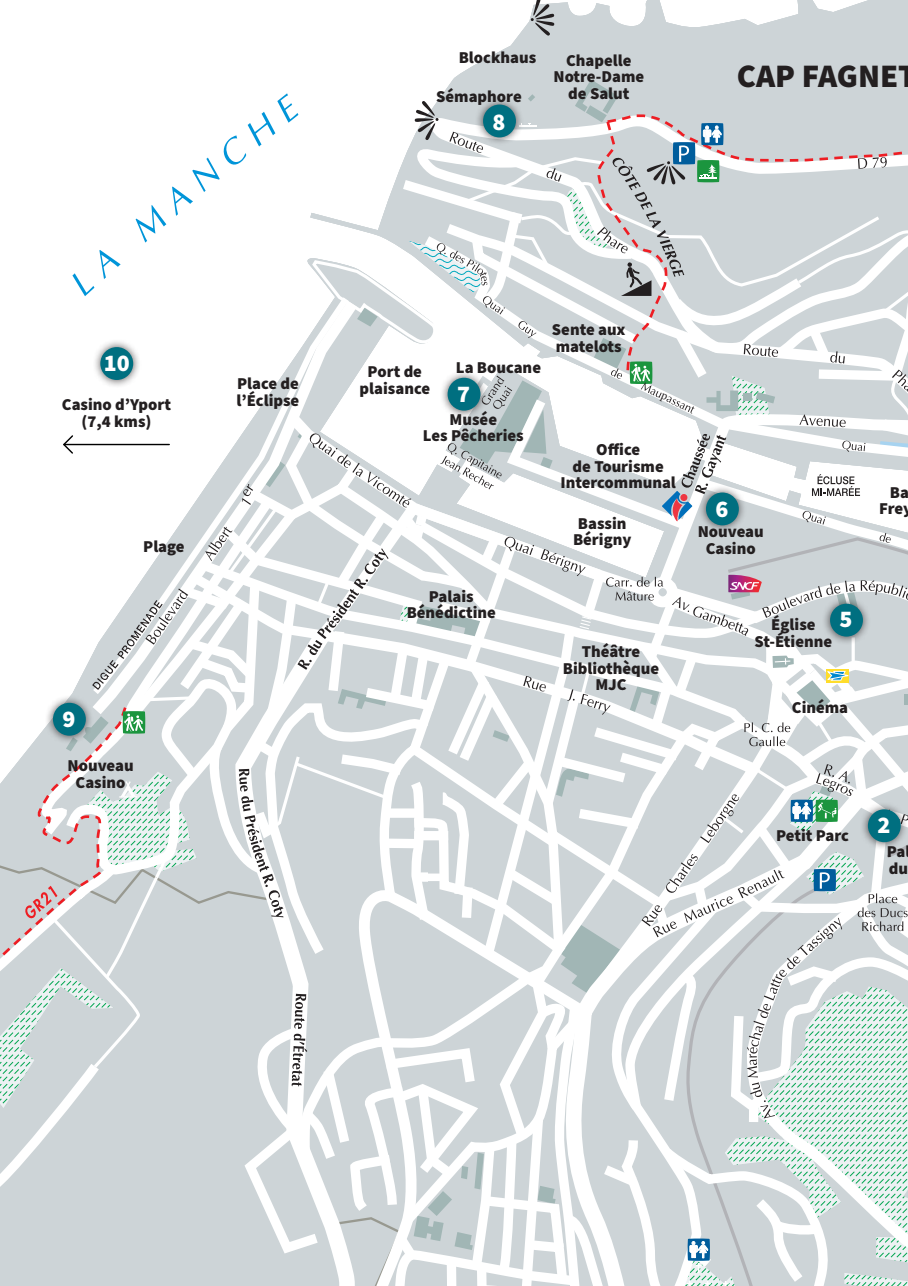 Blockhaus
Chapelle
Notre-Dame
de Salut
CAP FAGNET
Sémaphore
8
LA MANCHE
P
D 79
Route
du
Phare
CÔTE DE LA VIERGE
Q. des Pilotes
Quai
Guy
de
Maupassant
Sente aux
matelots
10
Casino d'Yport
(7,4 kms)
Place de
l'Éclipse
Port de
plaisance
La Boucane
7
Grand
Quai
Musée
Les Pêcheries
Q. Capitaine
Jean Recher
Route
du
Pha
Avenue
Quai
Office
de Tourisme
Intercommunal
Chaussée
R. Gayant
ÉCLUSE
MI-MARÉE
Ba
Frey
Quai
de
Quai de la Vicomté
6
Nouveau
Casino
Bassin
Bérigny
Plage
Albert
1er
Boulevard
DIGUE PROMENADE
R. du Président R. Coty
Quai Bérigny
Carr. de la
Mâture
SNCF
Av. Gambetta
Boulevard de la Républi
5
Église
St-Étienne
Palais
Bénédictine
Théâtre
Bibliothèque
MJC
Rue
J. Ferry
Cinéma
Pl. C. de
Gaulle
9
Nouveau
Casino
R. A.
Legros
Petit Parc
2
P
Pal
du
P
Place
des Ducs
Richard
Rue du Président R. Coty
Rue Charles Leborgne
Rue Maurice Renault
GR21
Route d'Étretat
Av. du Maréchal de Lattre de Tassigny